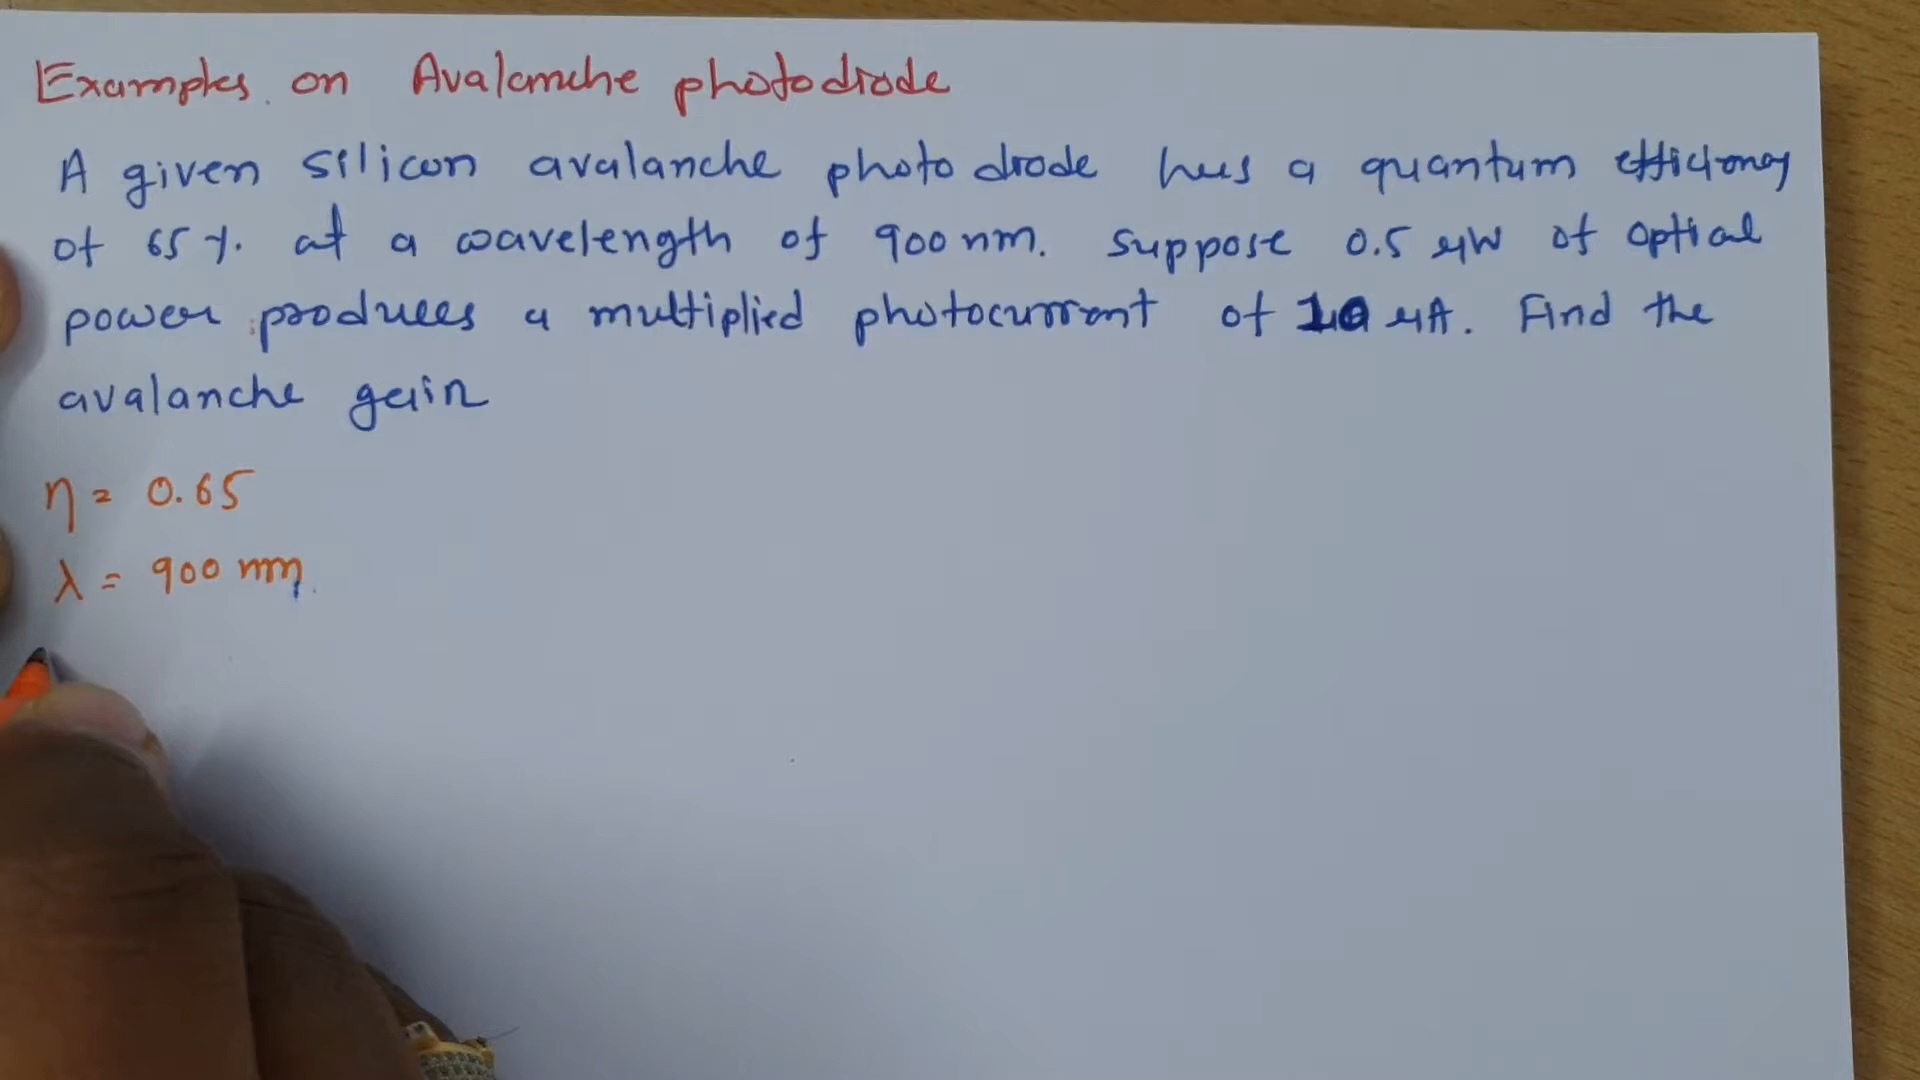 Examples on Avalanche photodiode
A given silicon avalanche photo diode has a quantum efficiency
of 65 %. at a wavelength of 900 nm. Suppose 0.5 μW of optical
power produces a multiplied photocurrent of 10 μA. Find the
avalanche gain
η = 0.65
λ = 900 nm